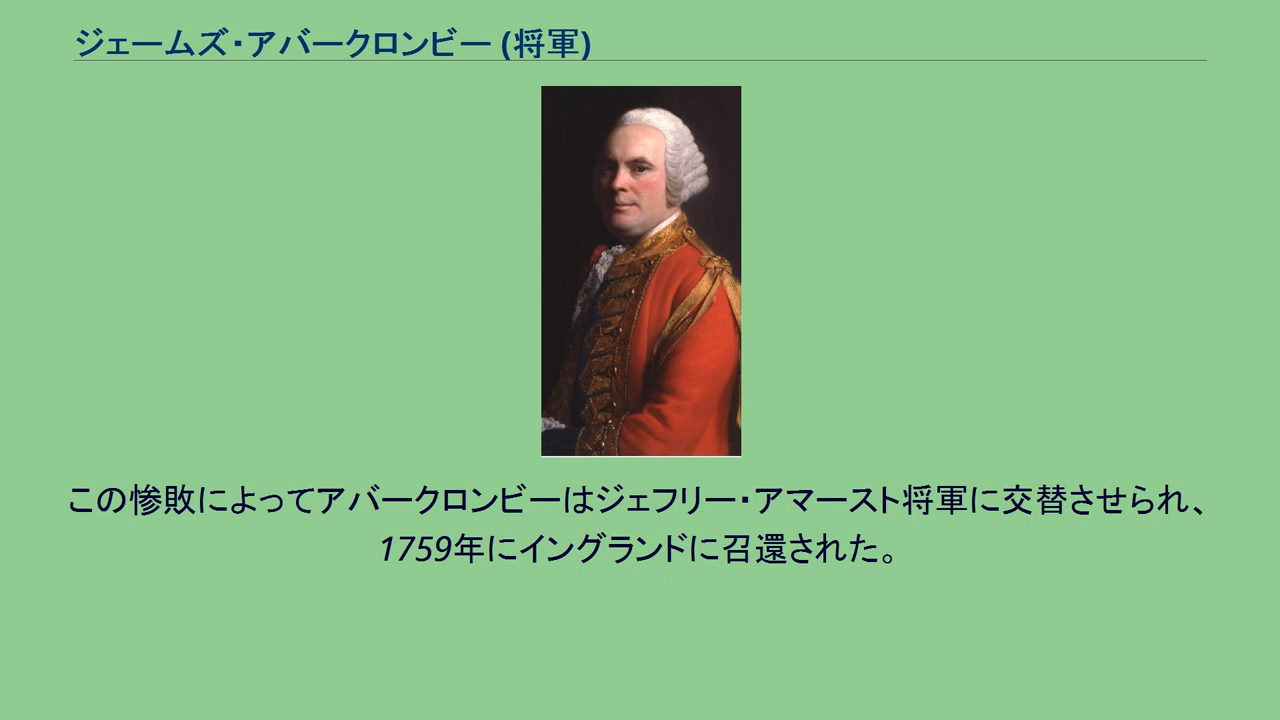 ジェームズ・アバークロンビー (将軍)
この惨敗によってアバークロンビーはジェフリー・アマースト将軍に交替させられ、
1759年にイングランドに召還された。